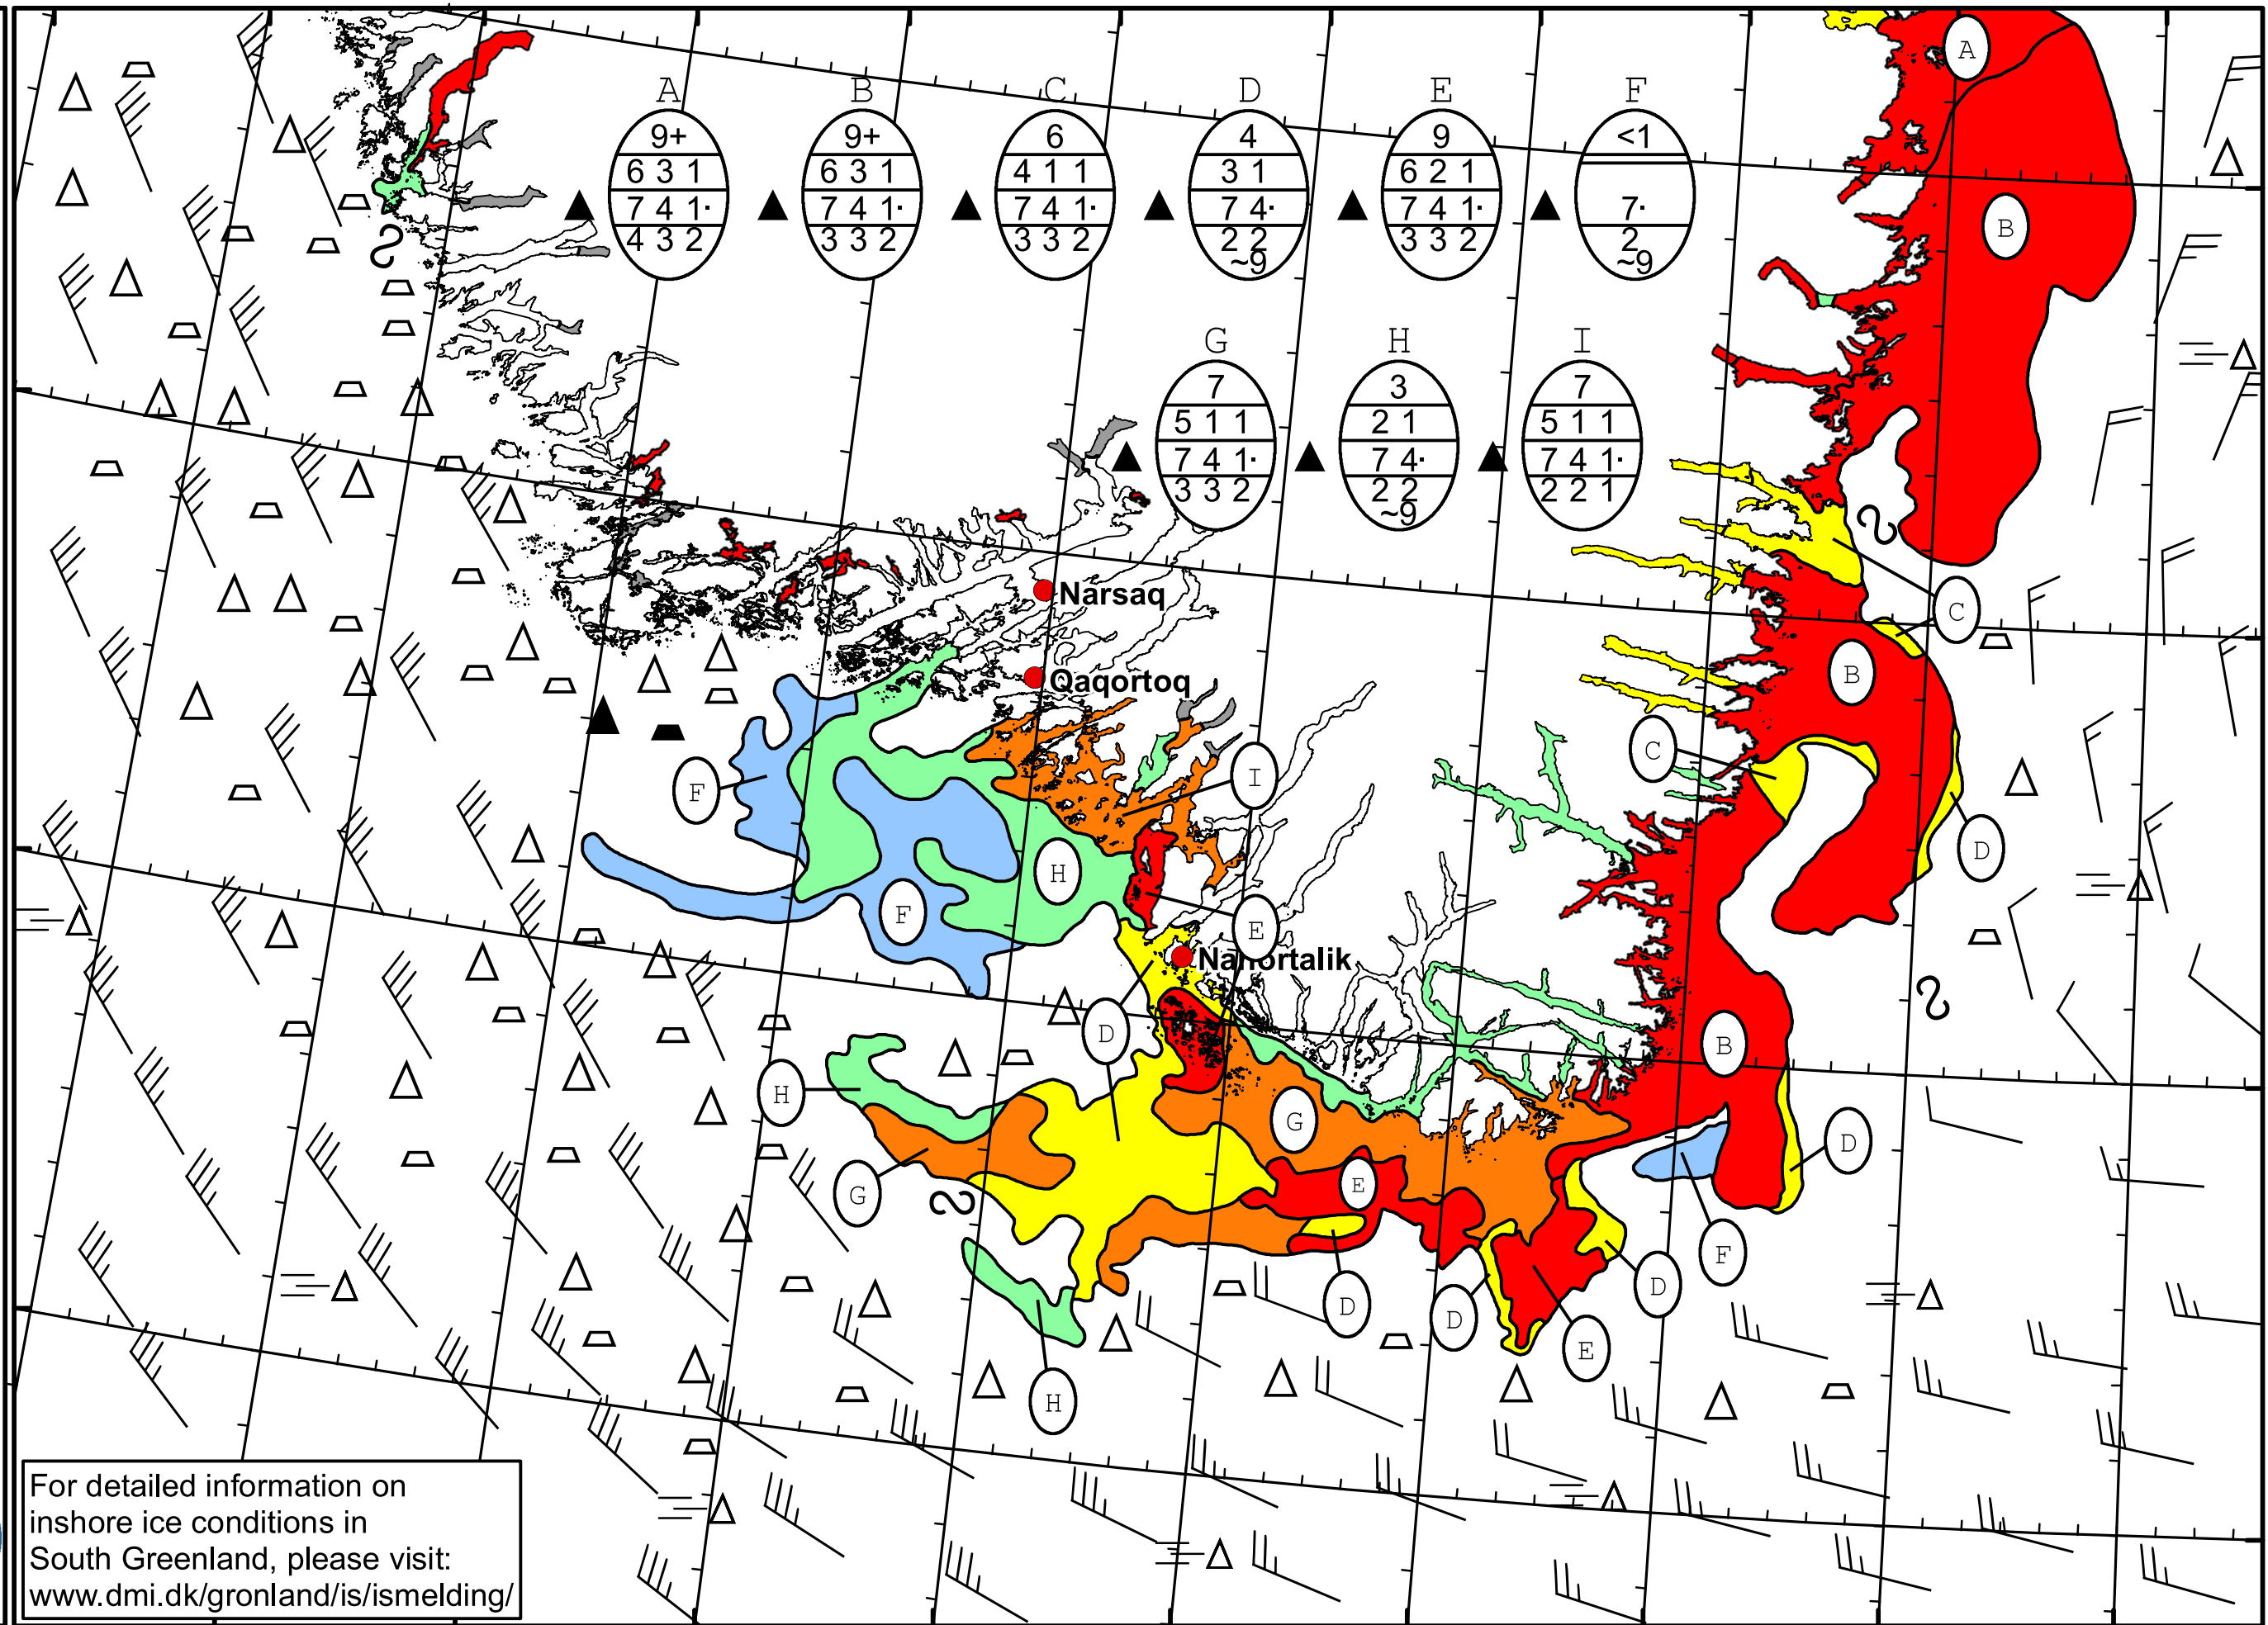 A B C D E F
9+ 9+ 6 4 9 <1
6 3 1 6 3 1 4 1 1 3 1 6 2 1
7 4 1· 7 4 1· 7 4 1· 7 4· 7 4 1· 7·
4 3 2 3 3 2 3 3 2 2 2 3 3 2 2
~9 ~9
G H I
7 3 7
5 1 1 2 1 5 1 1
7 4 1· 7 4· 7 4 1·
3 3 2 2 2 2 2 1
~9
A
B
Narsaq
C
Qaqortoq
B
C
I
F
D
H
F
E
Nanortalik
D
B
H
G
D
E
G
F
D
D
D
E
H
For detailed information on
inshore ice conditions in
South Greenland, please visit:
www.dmi.dk/gronland/is/ismelding/